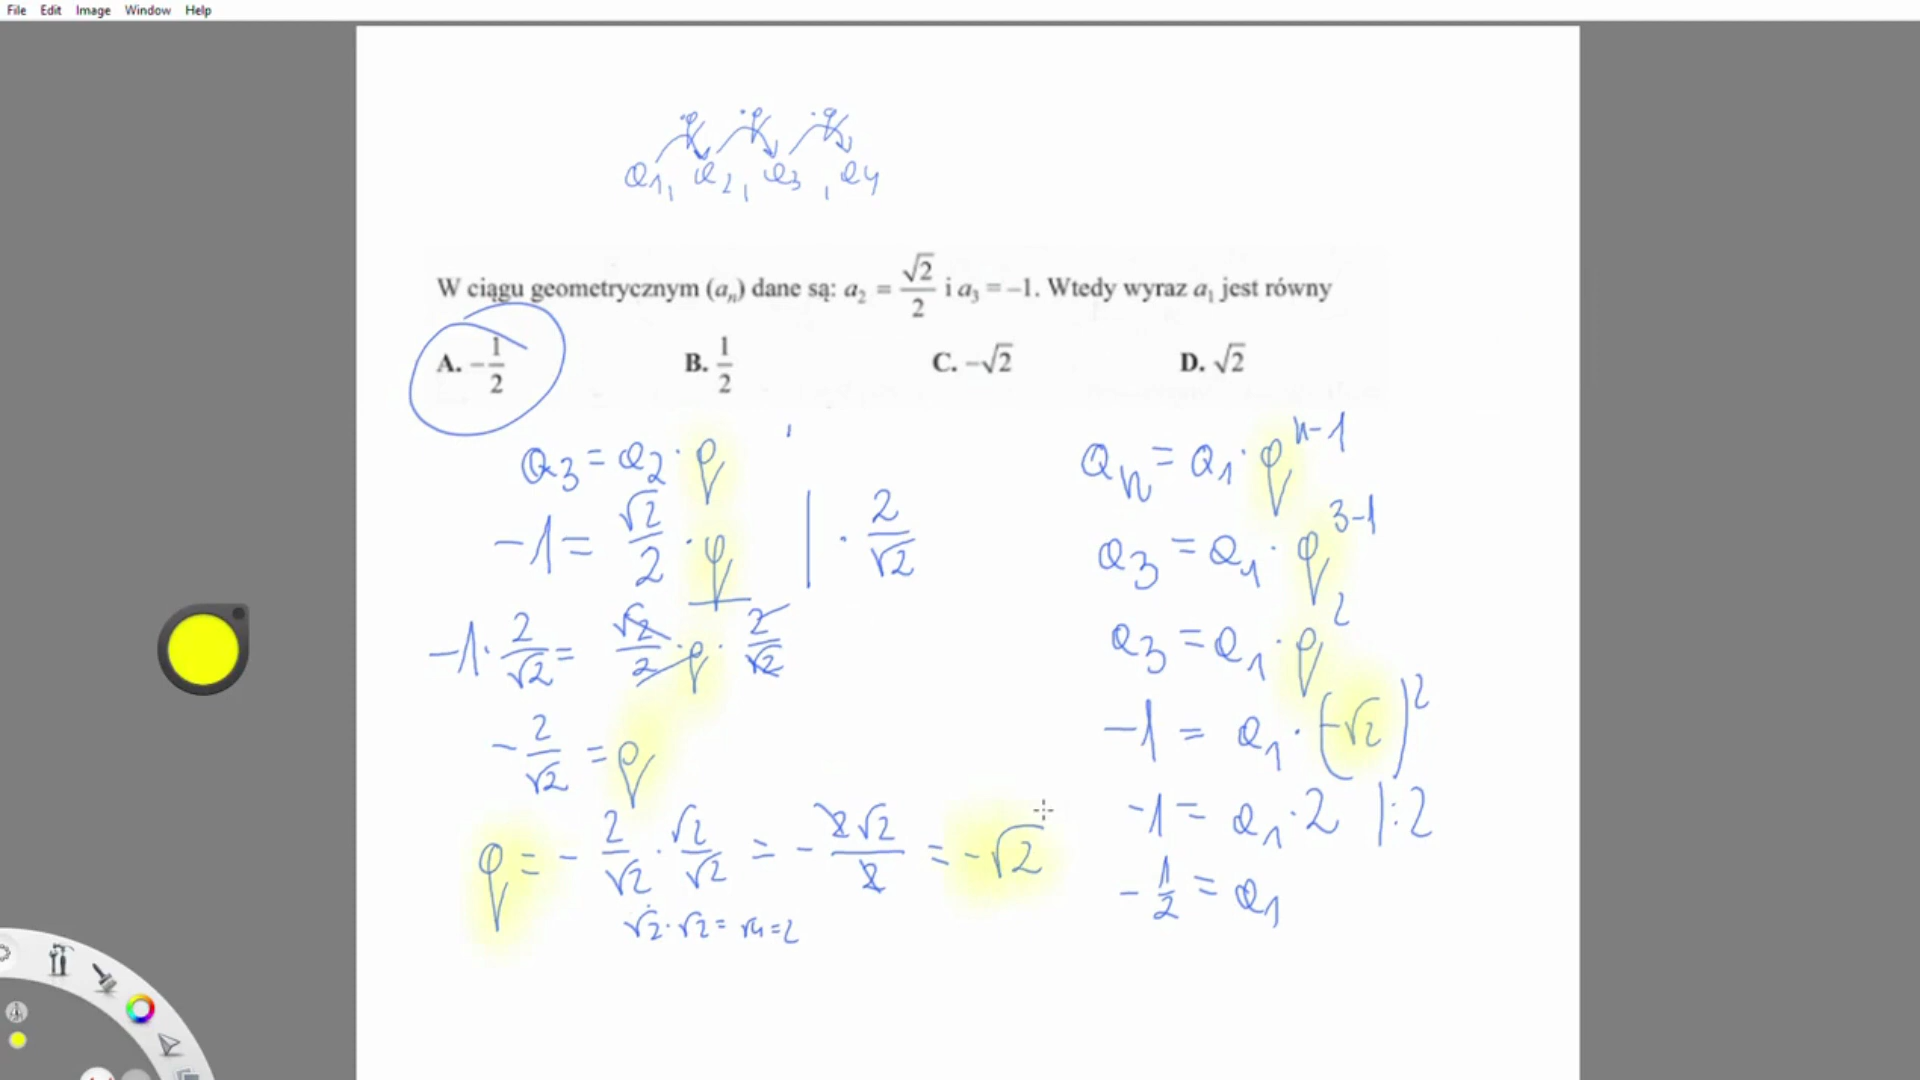 File Edit Image Window Help
·q ·q ·q
a1, a2, a3, a4
W ciągu geometrycznym (aₙ) dane są: a₂ = √2/2 i a₃ = –1. Wtedy wyraz a₁ jest równy
A. –1/2 B. 1/2 C. –√2 D. √2
a3 = a2 · q
-1 = √2/2 · q | · 2/√2
-1 · 2/√2 = √2/2 · q · 2/√2
- 2/√2 = q
q = - 2/√2 · √2/√2 = - 2√2/2 = -√2
√2 · √2 = √4 = 2
an = a1 · q^n-1
a3 = a1 · q^3-1
a3 = a1 · q^2
-1 = a1 · (-√2)^2
-1 = a1 · 2 |:2
- 1/2 = a1